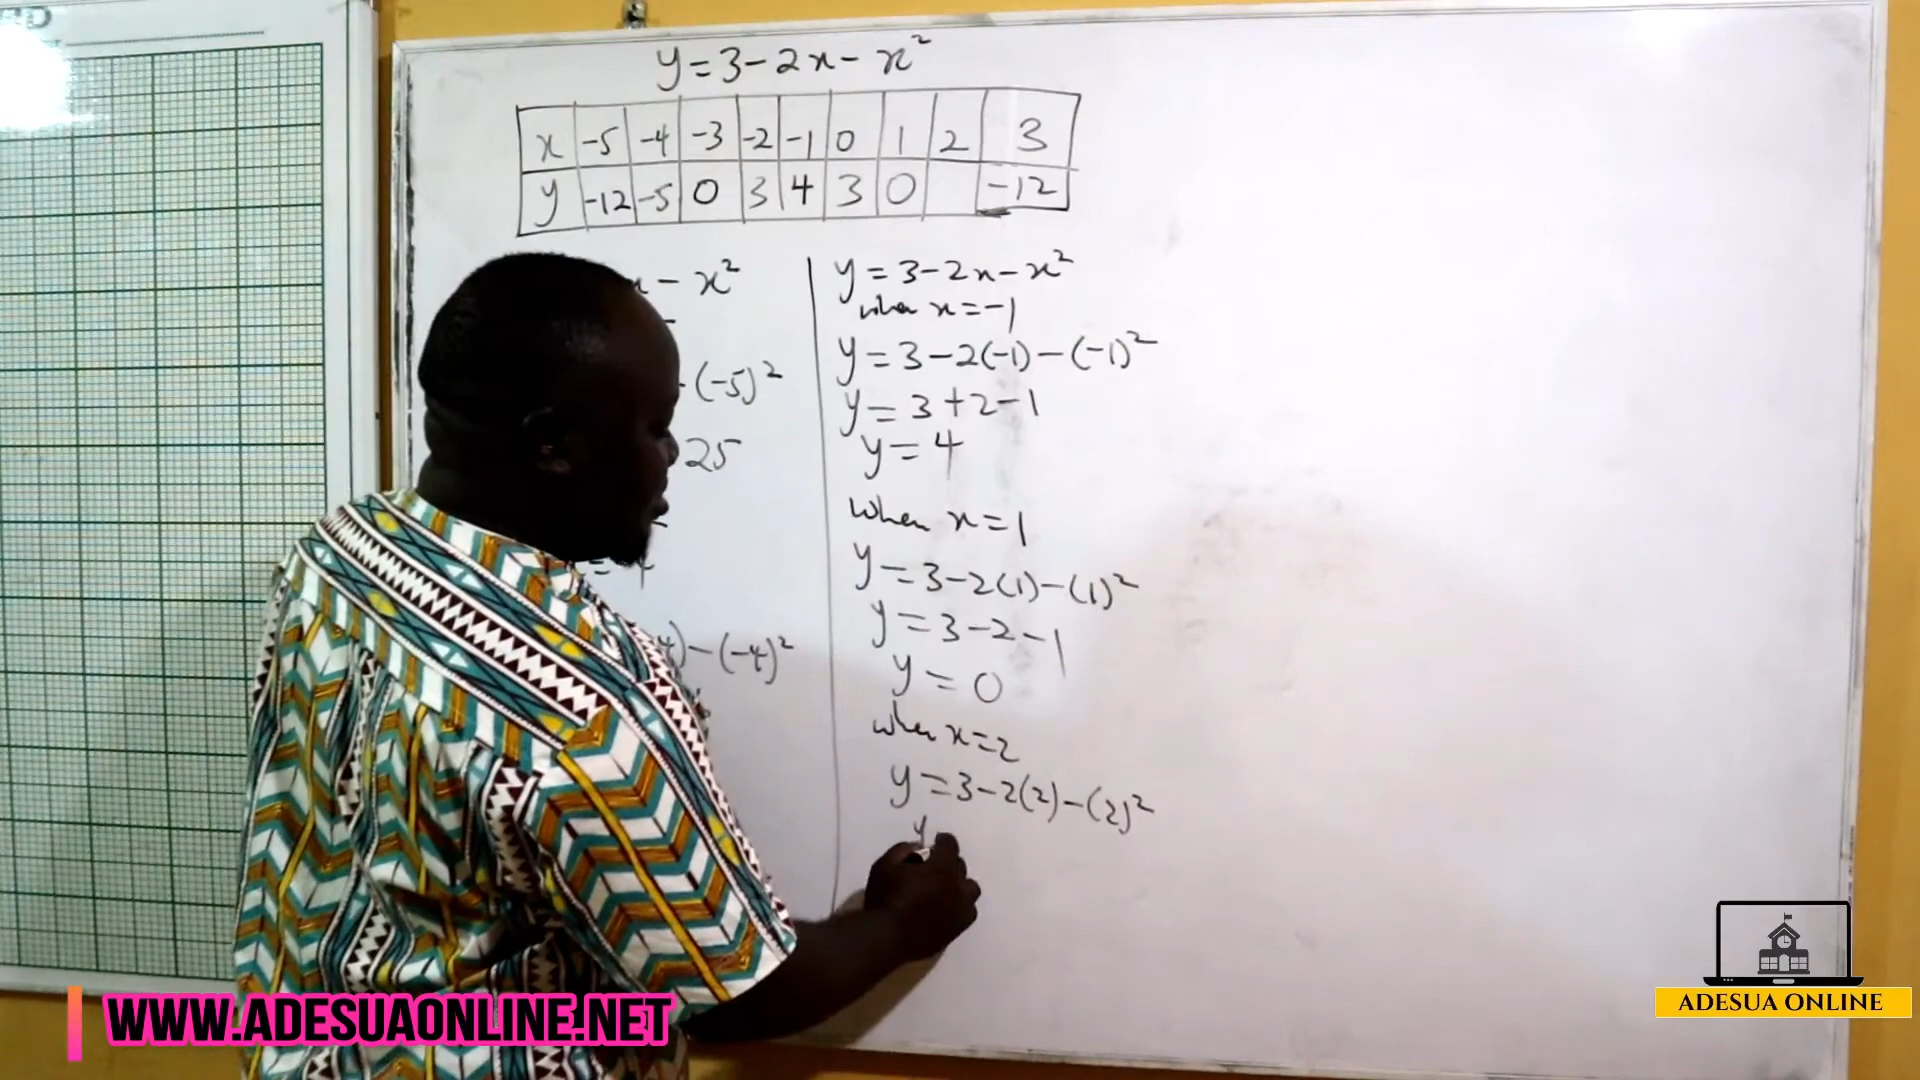 y = 3 - 2x - x²
x -5 -4 -3 -2 -1 0 1 2 3
y -12 -5 0 3 4 3 0 -12
x - x²
-(-5)²
25
= 4
4)-(-4)²
y = 3 - 2x - x²
when x = -1
y = 3 - 2(-1) - (-1)²
y = 3 + 2 - 1
y = 4
when x = 1
y = 3 - 2(1) - (1)²
y = 3 - 2 - 1
y = 0
when x = 2
y = 3 - 2(2) - (2)²
y
WWW.ADESUAONLINE.NET
ADESUA ONLINE